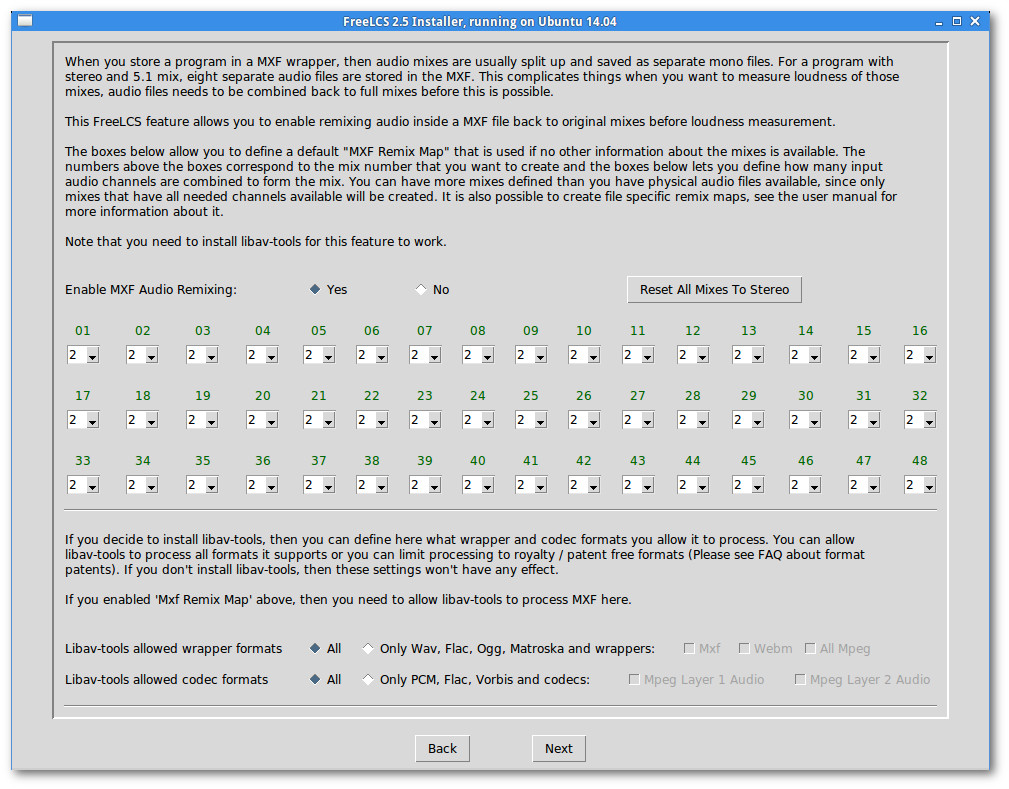 FreeLCS 2.5 Installer, running on Ubuntu 14.04
When you store a program in a MXF wrapper, then audio mixes are usually split up and saved as separate mono files. For a program with
stereo and 5.1 mix, eight separate audio files are stored in the MXF. This complicates things when you want to measure loudness of those
mixes, audio files needs to be combined back to full mixes before this is possible.
This FreeLCS feature allows you to enable remixing audio inside a MXF file back to original mixes before loudness measurement.
The boxes below allow you to define a default "MXF Remix Map" that is used if no other information about the mixes is available. The
numbers above the boxes correspond to the mix number that you want to create and the boxes below lets you define how many input
audio channels are combined to form the mix. You can have more mixes defined than you have physical audio files available, since only
mixes that have all needed channels available will be created. It is also possible to create file specific remix maps, see the user manual for
more information about it.
Note that you need to install libav-tools for this feature to work.
Enable MXF Audio Remixing: Yes No Reset All Mixes To Stereo
01 02 03 04 05 06 07 08 09 10 11 12 13 14 15 16
2 2 2 2 2 2 2 2 2 2 2 2 2 2 2 2
17 18 19 20 21 22 23 24 25 26 27 28 29 30 31 32
2 2 2 2 2 2 2 2 2 2 2 2 2 2 2 2
33 34 35 36 37 38 39 40 41 42 43 44 45 46 47 48
2 2 2 2 2 2 2 2 2 2 2 2 2 2 2 2
If you decide to install libav-tools, then you can define here what wrapper and codec formats you allow it to process. You can allow
libav-tools to process all formats it supports or you can limit processing to royalty / patent free formats (Please see FAQ about format
patents). If you don't install libav-tools, then these settings won't have any effect.
If you enabled 'Mxf Remix Map' above, then you need to allow libav-tools to process MXF here.
Libav-tools allowed wrapper formats All Only Wav, Flac, Ogg, Matroska and wrappers: Mxf Webm All Mpeg
Libav-tools allowed codec formats All Only PCM, Flac, Vorbis and codecs: Mpeg Layer 1 Audio Mpeg Layer 2 Audio
Back Next